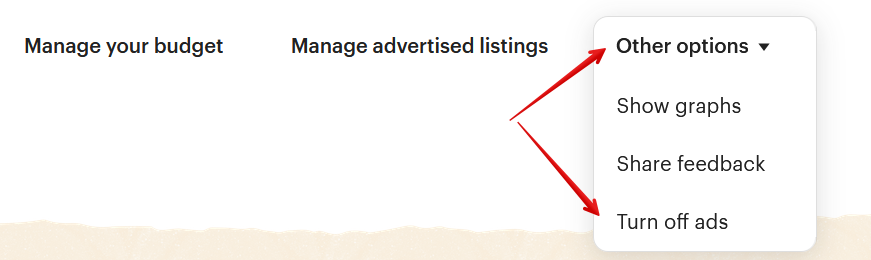 Manage your budget
Manage advertised listings
Other options
Show graphs
Share feedback
Turn off ads